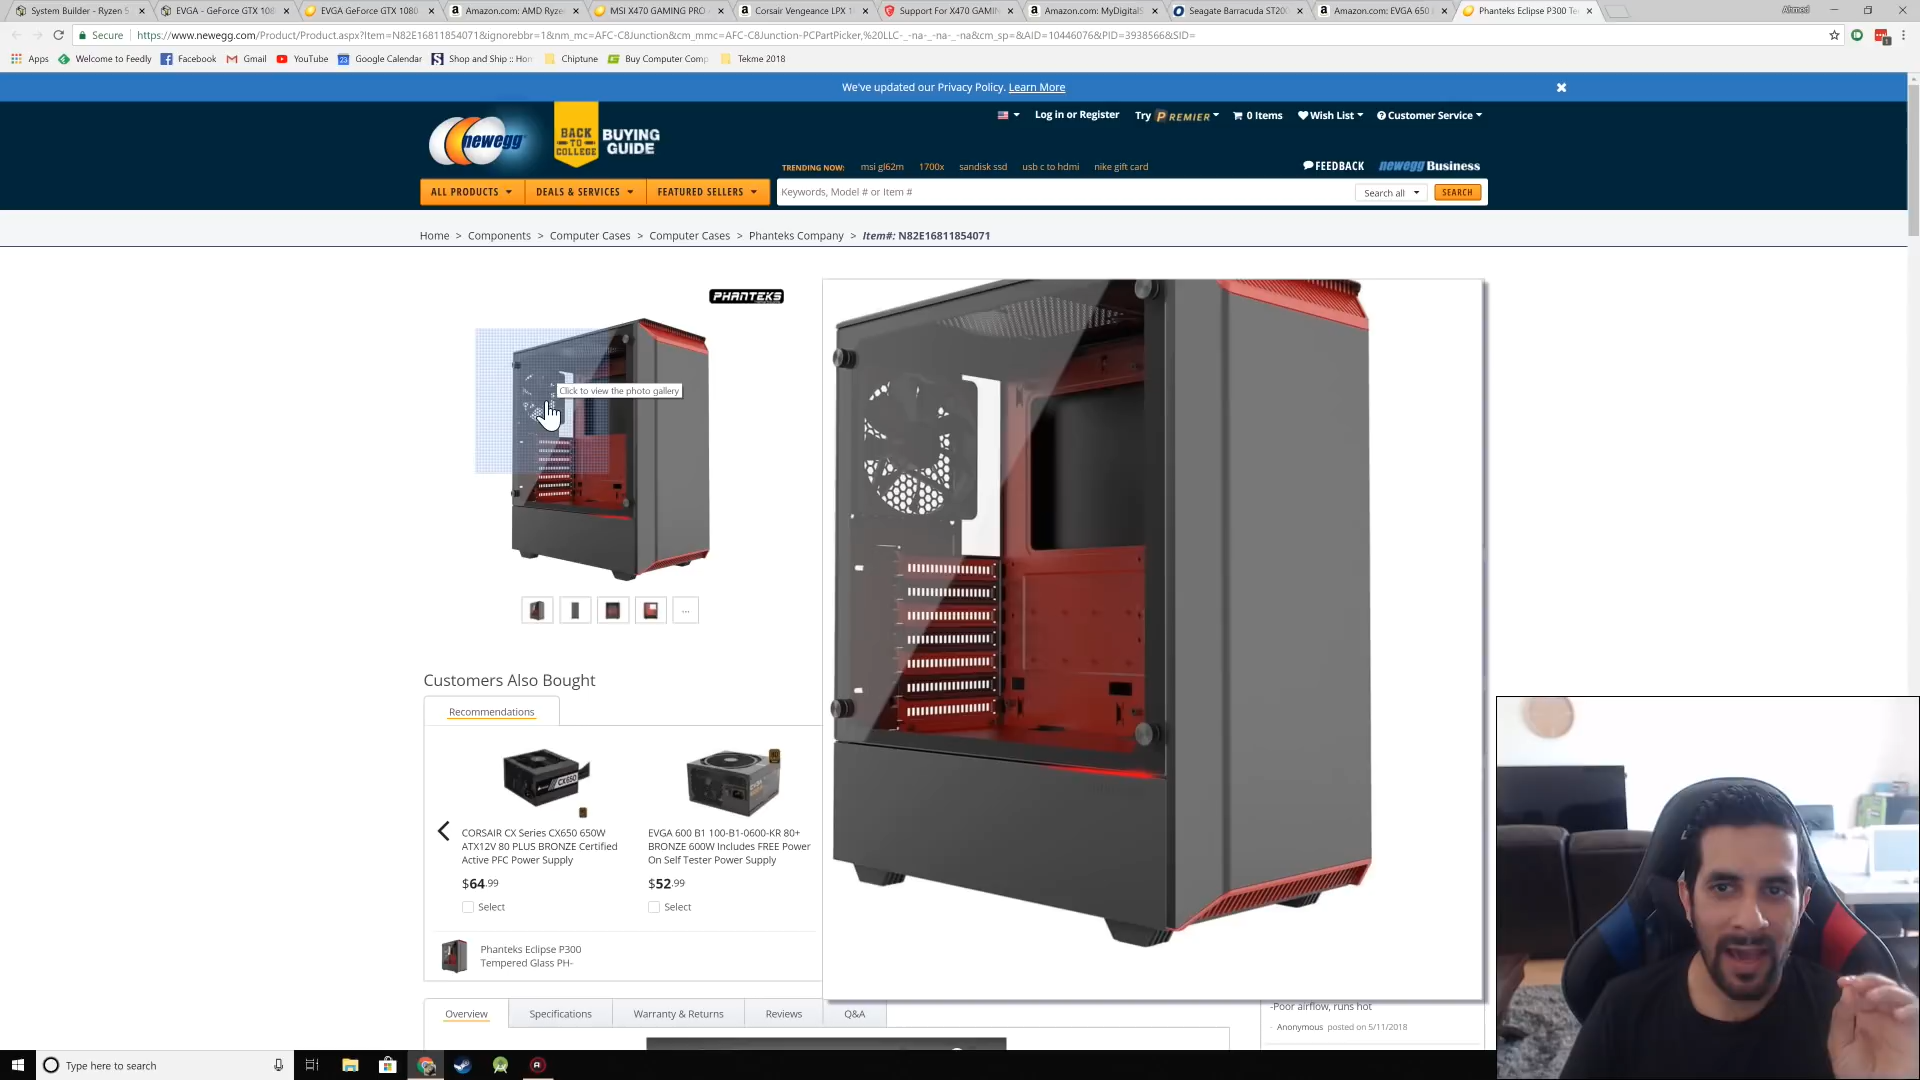 System Builder - Ryzen 5
EVGA - GeForce GTX 108
EVGA GeForce GTX 1080
Amazon.com: AMD Ryze
MSI X470 GAMING PRO
Corsair Vengeance LPX 1
Support For X470 GAMIN
Amazon.com: MyDigitalS
Seagate Barracuda ST200
Amazon.com: EVGA 650
Phanteks Eclipse P300 Te
Ahmed
Secure
https://www.newegg.com/Product/Product.aspx?Item=N82E16811854071&ignorebbr=1&nm_mc=AFC-C8Junction&cm_mmc=AFC-C8Junction-PCPartPicker,%20LLC-_-na-_-na-_-na&cm_sp=&AID=10446076&PID=3938566&SID=
Apps
Welcome to Feedly
Facebook
Gmail
YouTube
Google Calendar
Shop and Ship :: Hom
Chiptune
Buy Computer Comp
Tekme 2018
We've updated our Privacy Policy. Learn More
newegg
BACK TO COLLEGE
BUYING GUIDE
Log in or Register
Try PREMIER
0 Items
Wish List
Customer Service
TRENDING NOW:
msi gl62m
1700x
sandisk ssd
usb c to hdmi
nike gift card
FEEDBACK
newegg Business
ALL PRODUCTS
DEALS & SERVICES
FEATURED SELLERS
Keywords, Model # or Item #
Search all
SEARCH
Home > Components > Computer Cases > Computer Cases > Phanteks Company > Item#: N82E16811854071
PHANTEKS
Click to view the photo gallery
...
Customers Also Bought
Recommendations
CX650
CORSAIR CX Series CX650 650W
ATX12V 80 PLUS BRONZE Certified
Active PFC Power Supply
$64.99
Select
EVGA 600 B1 100-B1-0600-KR 80+
BRONZE 600W Includes FREE Power
On Self Tester Power Supply
$52.99
Select
Phanteks Eclipse P300
Tempered Glass PH-
Overview
Specifications
Warranty & Returns
Reviews
Q&A
-Poor airflow, runs hot
- Anonymous posted on 5/11/2018
Type here to search